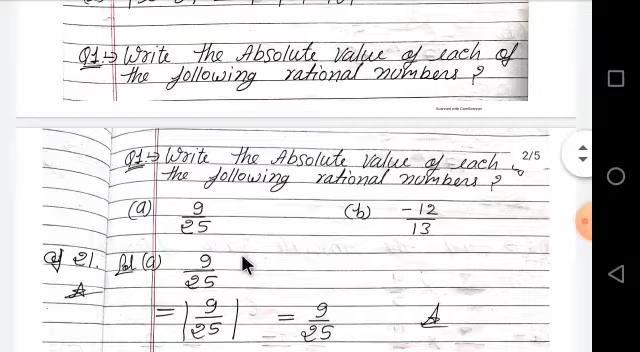 Q1:→ Write the Absolute Value of each of
the following rational numbers ?
Scanned with CamScanner
2/5
Q1:→ Write the Absolute Value of each
the following rational numbers ?
(a) 9/25 (b) -12/13
Sol (a) 9/25
= |9/25| = 9/25